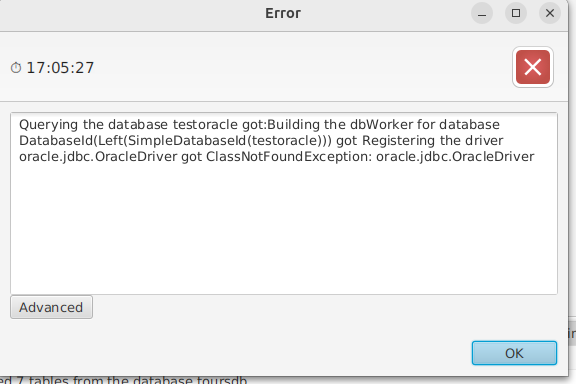 Error
17:05:27
Querying the database testoracle got:Building the dbWorker for database
DatabaseId(Left(SimpleDatabaseId(testoracle))) got Registering the driver
oracle.jdbc.OracleDriver got ClassNotFoundException: oracle.jdbc.OracleDriver
Advanced
OK
7 tables from the database toursdb